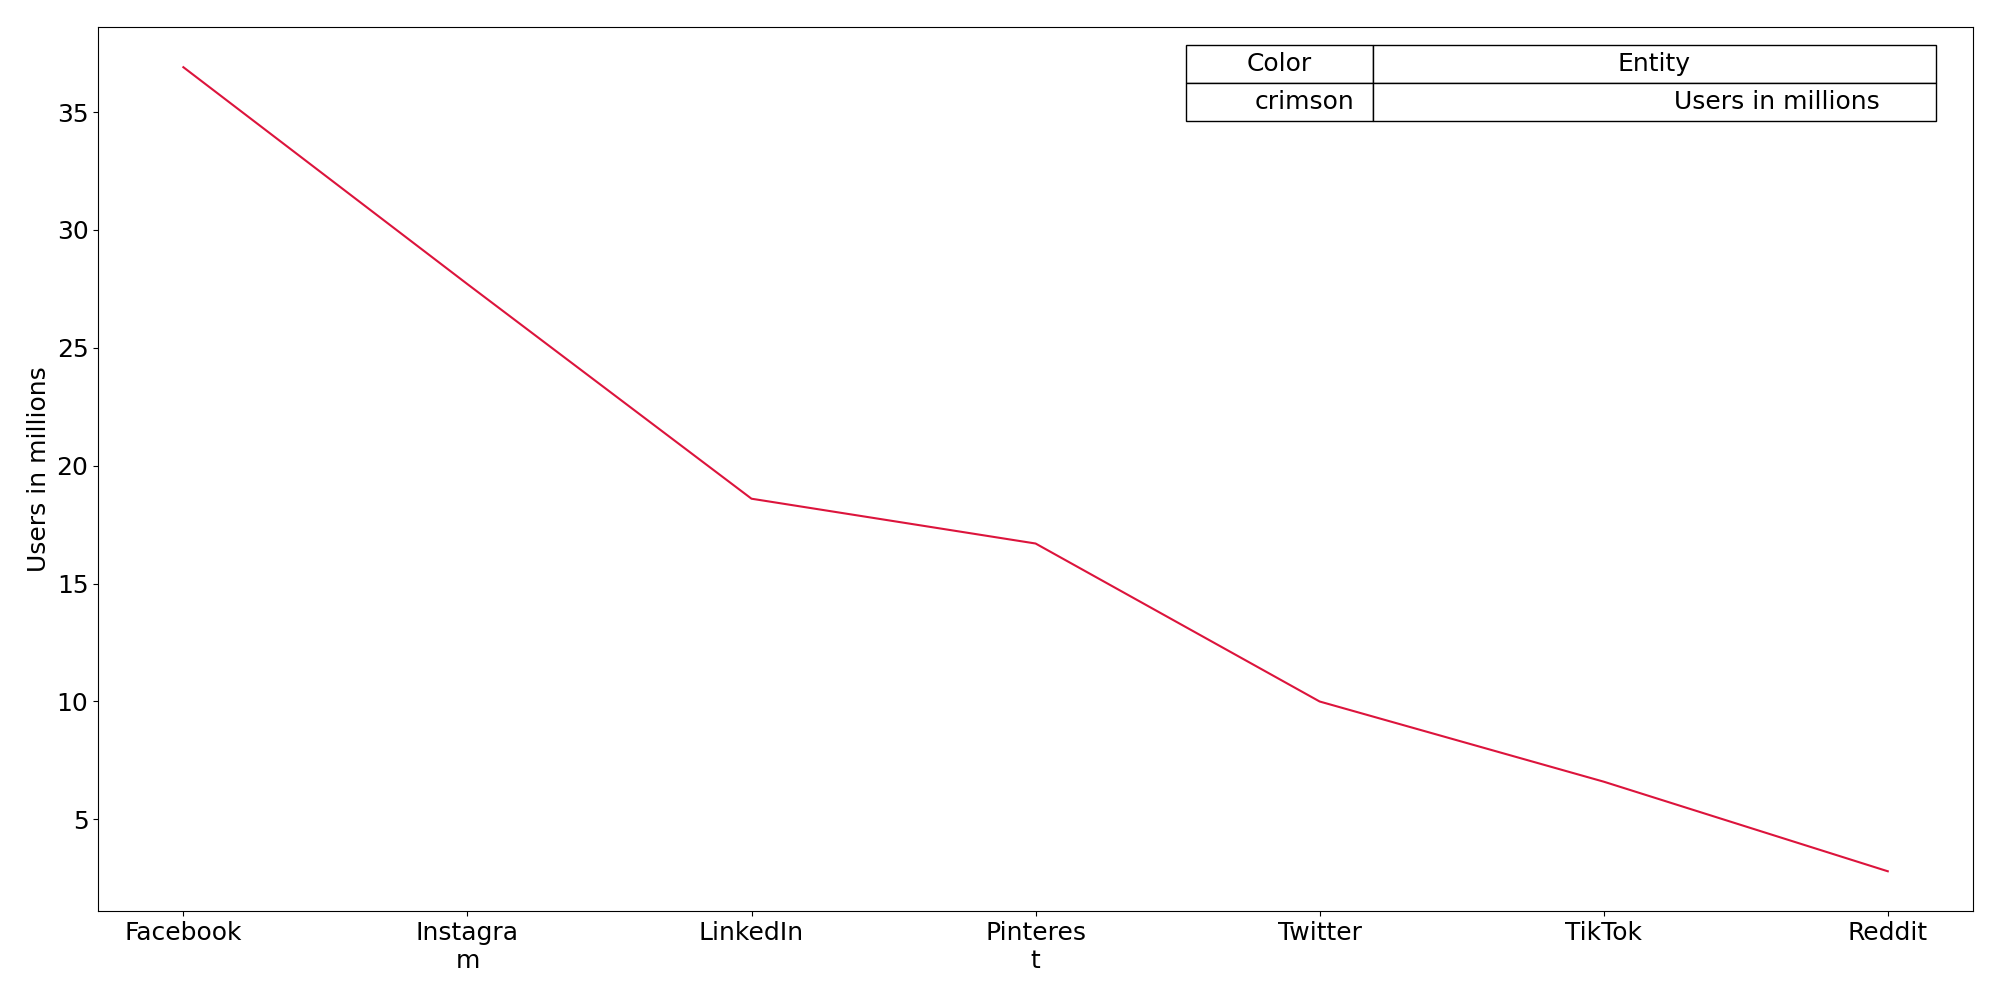 Color Entity
crimson Users in millions
35
30
25
20
15
10
5
Users in millions
Facebook Instagra LinkedIn Pinteres Twitter TikTok Reddit
m t